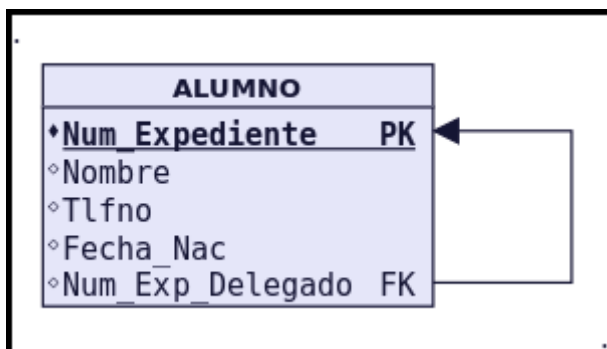 ALUMNO
Num_Expediente PK
Nombre
Tlfno
Fecha_Nac
Num_Exp_Delegado FK